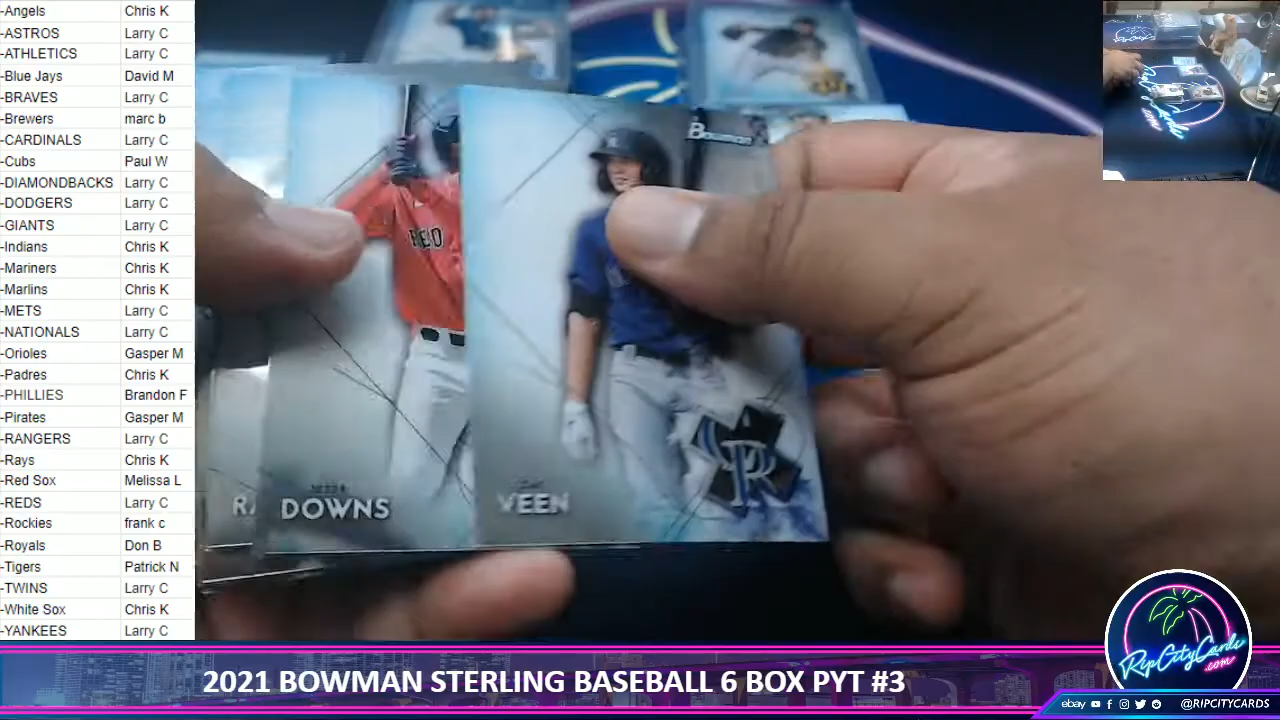 -Angels Chris K
-ASTROS Larry C
-ATHLETICS Larry C
-Blue Jays David M
-BRAVES Larry C
-Brewers marc b
-CARDINALS Larry C
-Cubs Paul W
-DIAMONDBACKS Larry C
-DODGERS Larry C
-GIANTS Larry C
-Indians Chris K
-Mariners Chris K
-Marlins Chris K
-METS Larry C
-NATIONALS Larry C
-Orioles Gasper M
-Padres Chris K
-PHILLIES Brandon F
-Pirates Gasper M
-RANGERS Larry C
-Rays Chris K
-Red Sox Melissa L
-REDS Larry C
-Rockies frank c
-Royals Don B
-Tigers Patrick N
-TWINS Larry C
-White Sox Chris K
-YANKEES Larry C
Bowman
DOWNS
VEEN
2021 BOWMAN STERLING BASEBALL 6 BOX PYT #3
RipCityCards
.com
ebay @RIPCITYCARDS